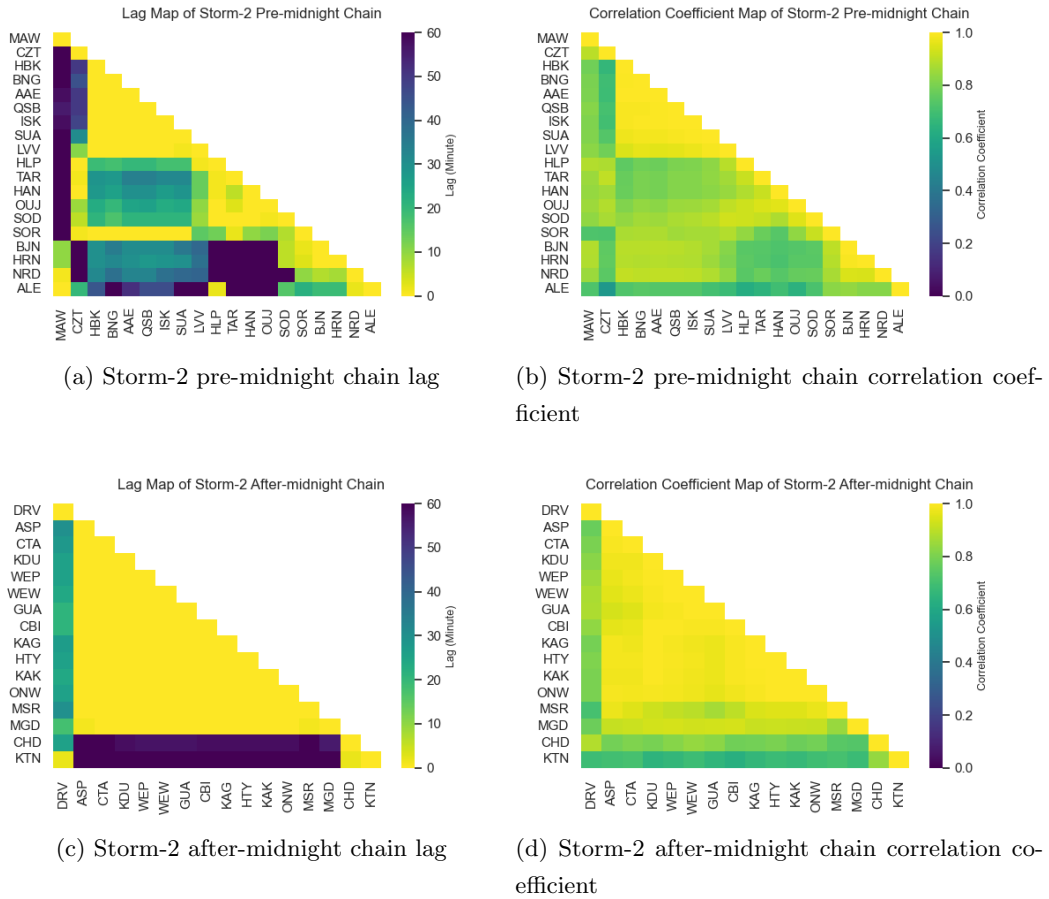 Lag Map of Storm-2 Pre-midnight Chain
MAW
CZT
HBK
BNG
AAE
QSB
ISK
SUA
LVV
HLP
TAR
HAN
OUJ
SOD
SOR
BJN
HRN
NRD
ALE
MAW CZT HBK BNG AAE QSB ISK SUA LVV HLP TAR HAN OUJ SOD SOR BJN HRN NRD ALE
60
50
40
30
20
10
0
Lag (Minute)
(a) Storm-2 pre-midnight chain lag
Correlation Coefficient Map of Storm-2 Pre-midnight Chain
MAW
CZT
HBK
BNG
AAE
QSB
ISK
SUA
LVV
HLP
TAR
HAN
OUJ
SOD
SOR
BJN
HRN
NRD
ALE
MAW CZT HBK BNG AAE QSB ISK SUA LVV HLP TAR HAN OUJ SOD SOR BJN HRN NRD ALE
1.0
0.8
0.6
0.4
0.2
0.0
Correlation Coefficient
(b) Storm-2 pre-midnight chain correlation coef-
ficient
Lag Map of Storm-2 After-midnight Chain
DRV
ASP
CTA
KDU
WEP
WEW
GUA
CBI
KAG
HTY
KAK
ONW
MSR
MGD
CHD
KTN
DRV ASP CTA KDU WEP WEW GUA CBI KAG HTY KAK ONW MSR MGD CHD KTN
60
50
40
30
20
10
0
Lag (Minute)
(c) Storm-2 after-midnight chain lag
Correlation Coefficient Map of Storm-2 After-midnight Chain
DRV
ASP
CTA
KDU
WEP
WEW
GUA
CBI
KAG
HTY
KAK
ONW
MSR
MGD
CHD
KTN
DRV ASP CTA KDU WEP WEW GUA CBI KAG HTY KAK ONW MSR MGD CHD KTN
1.0
0.8
0.6
0.4
0.2
0.0
Correlation Coefficient
(d) Storm-2 after-midnight chain correlation co-
efficient